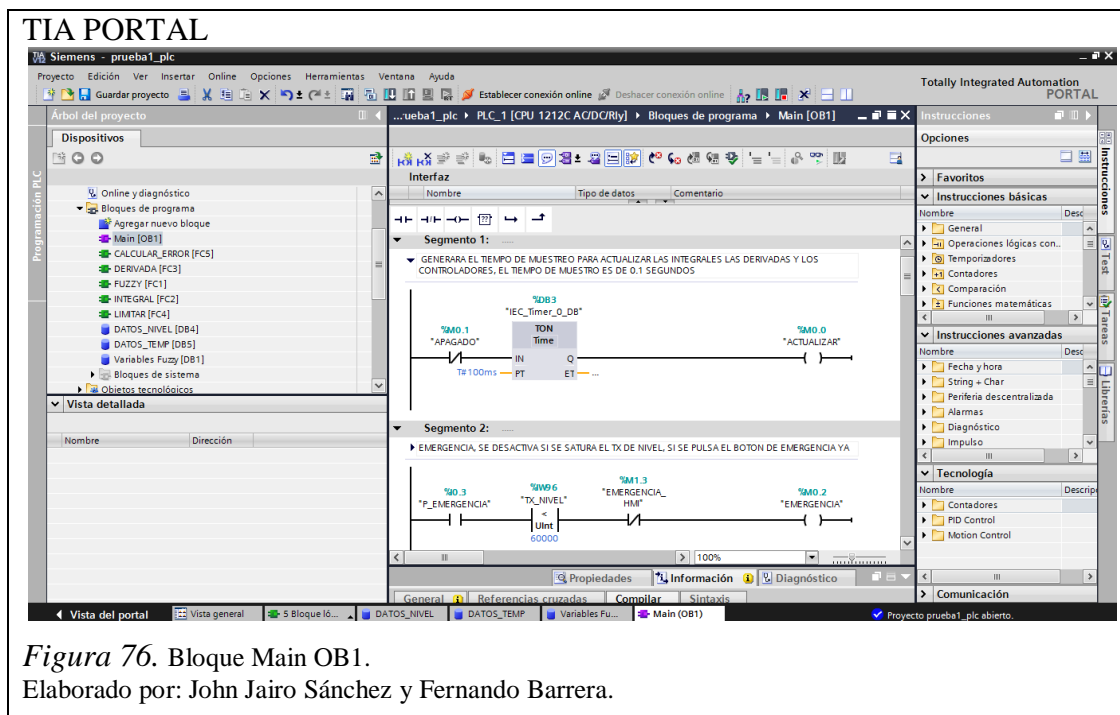 TIA PORTAL
Siemens - prueba1_plc
Proyecto Edición Ver Insertar Online Opciones Herramientas Ventana Ayuda
Guardar proyecto Establecer conexión online Deshacer conexión online
Totally Integrated Automation
PORTAL
Árbol del proyecto
...rueba1_plc PLC_1 [CPU 1212C AC/DC/Rly] Bloques de programa Main [OB1]
Instrucciones
Dispositivos
Opciones
Programación PLC
Online y diagnóstico
Bloques de programa
Agregar nuevo bloque
Main [OB1]
CALCULAR_ERROR [FC5]
DERIVADA [FC3]
FUZZY [FC1]
INTEGRAL [FC2]
LIMITAR [FC4]
DATOS_NIVEL [DB4]
DATOS_TEMP [DB5]
Variables Fuzzy [DB1]
Bloques de sistema
Objetos tecnológicos
Vista detallada
Nombre Dirección
Interfaz
Nombre Tipo de datos Comentario
Segmento 1: .....
GENERARA EL TIEMPO DE MUESTREO PARA ACTUALIZAR LAS INTEGRALES LAS DERIVADAS Y LOS
CONTROLADORES, EL TIEMPO DE MUESTRO ES DE 0.1 SEGUNDOS
%DB3
"IEC_Timer_0_DB"
%M0.1
"APAGADO"
TON
Time
%M0.0
"ACTUALIZAR"
IN Q
T#100ms PT ET ...
Segmento 2: .....
EMERGENCIA, SE DESACTIVA SI SE SATURA EL TX DE NIVEL, SI SE PULSA EL BOTON DE EMERGENCIA YA
%I0.3
"P_EMERGENCIA"
%IW96
"TX_NIVEL"
<
UInt
60000
%M1.3
"EMERGENCIA_
HMI"
%M0.2
"EMERGENCIA"
100%
Propiedades Información Diagnóstico
General Referencias cruzadas Compilar Sintaxis
Favoritos
Instrucciones básicas
Nombre Desc
General
Operaciones lógicas con..
Temporizadores
Contadores
Comparación
Funciones matemáticas
Instrucciones avanzadas
Nombre Desc
Fecha y hora
String + Char
Periferia descentralizada
Alarmas
Diagnóstico
Impulso
Tecnología
Nombre Descripc
Contadores
PID Control
Motion Control
Comunicación
Instrucciones
Test
Tareas
Librerías
Vista del portal Vista general 5 Bloque ló... DATOS_NIVEL DATOS_TEMP Variables Fu... Main (OB1) Proyecto prueba1_plc abierto.
Figura 76. Bloque Main OB1.
Elaborado por: John Jairo Sánchez y Fernando Barrera.